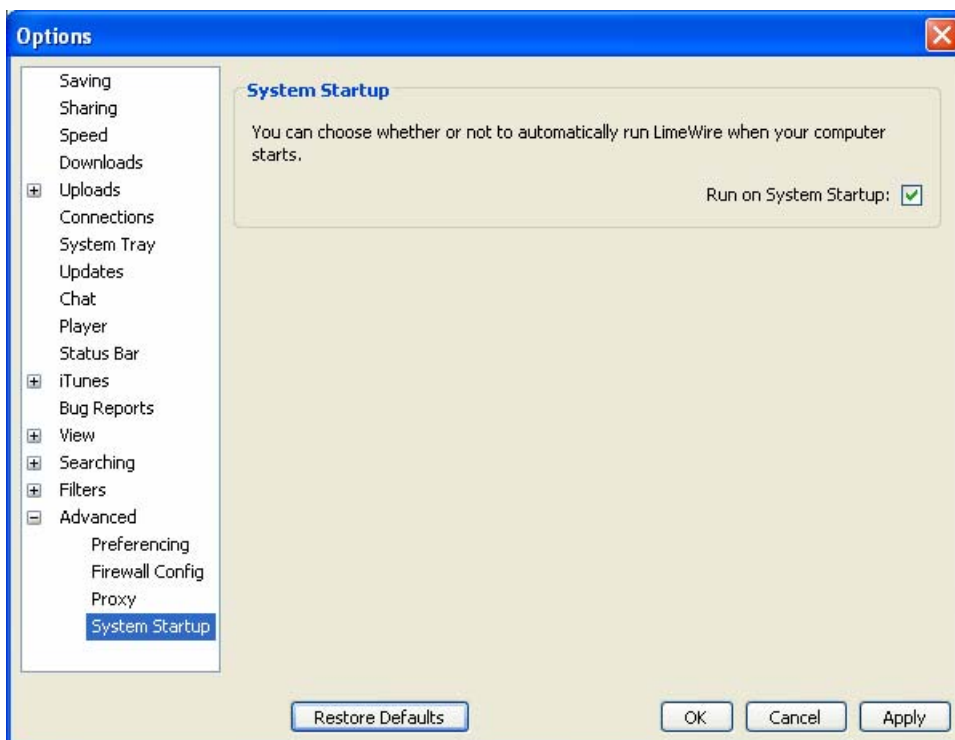 Options
Saving
Sharing
Speed
Downloads
Uploads
Connections
System Tray
Updates
Chat
Player
Status Bar
iTunes
Bug Reports
View
Searching
Filters
Advanced
Preferencing
Firewall Config
Proxy
System Startup
System Startup
You can choose whether or not to automatically run LimeWire when your computer
starts.
Run on System Startup:
Restore Defaults
OK
Cancel
Apply